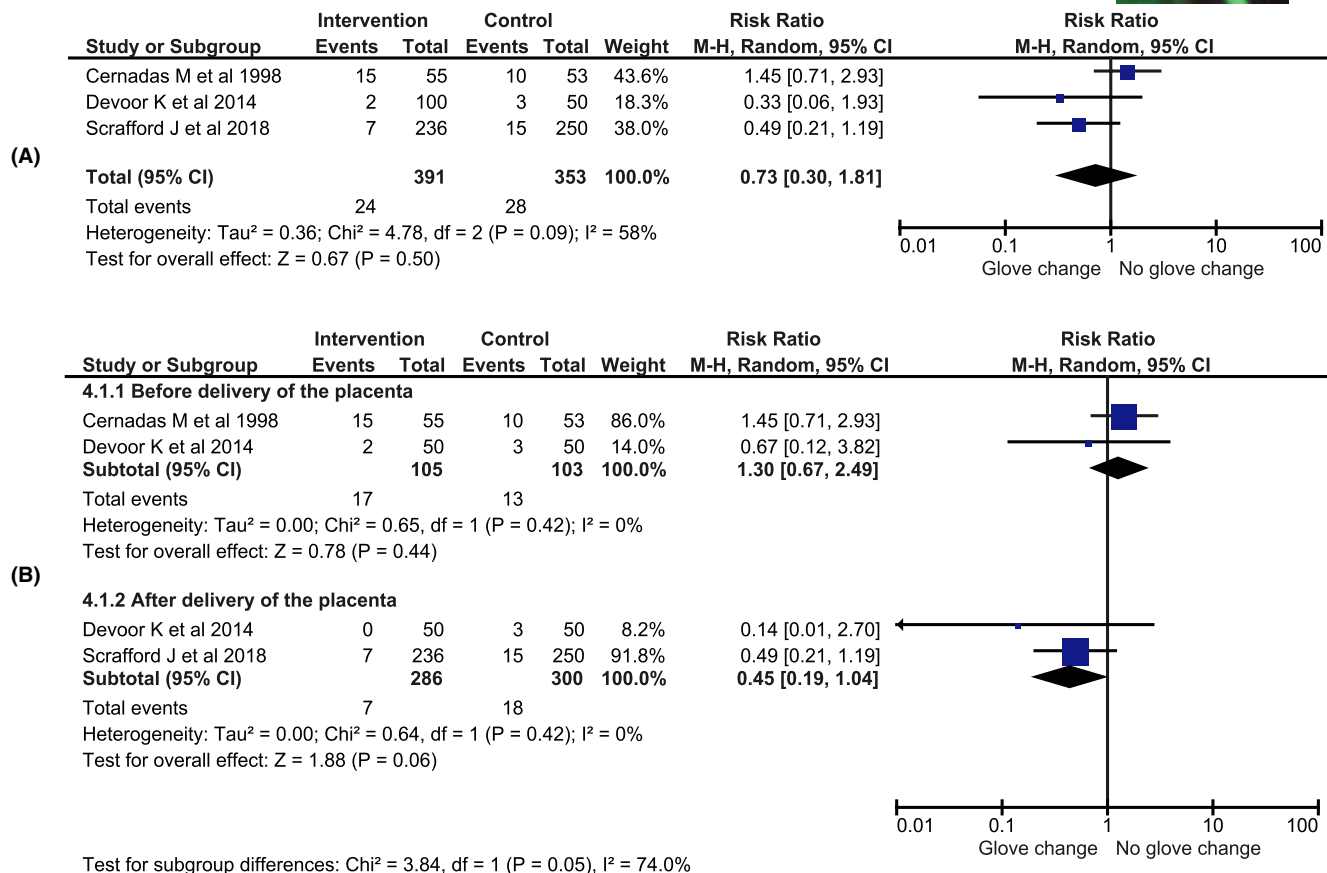 Intervention Control Risk Ratio Risk Ratio
Study or Subgroup Events Total Events Total Weight M-H, Random, 95% CI M-H, Random, 95% CI
Cernadas M et al 1998 15 55 10 53 43.6% 1.45 [0.71, 2.93]
Devoor K et al 2014 2 100 3 50 18.3% 0.33 [0.06, 1.93]
Scrafford J et al 2018 7 236 15 250 38.0% 0.49 [0.21, 1.19]
(A)
Total (95% CI) 391 353 100.0% 0.73 [0.30, 1.81]
Total events 24 28
Heterogeneity: Tau² = 0.36; Chi² = 4.78, df = 2 (P = 0.09); I² = 58%
Test for overall effect: Z = 0.67 (P = 0.50)
0.01 0.1 1 10 100
Glove change No glove change
Intervention Control Risk Ratio Risk Ratio
Study or Subgroup Events Total Events Total Weight M-H, Random, 95% CI M-H, Random, 95% CI
4.1.1 Before delivery of the placenta
Cernadas M et al 1998 15 55 10 53 86.0% 1.45 [0.71, 2.93]
Devoor K et al 2014 2 50 3 50 14.0% 0.67 [0.12, 3.82]
Subtotal (95% CI) 105 103 100.0% 1.30 [0.67, 2.49]
Total events 17 13
Heterogeneity: Tau² = 0.00; Chi² = 0.65, df = 1 (P = 0.42); I² = 0%
Test for overall effect: Z = 0.78 (P = 0.44)
(B)
4.1.2 After delivery of the placenta
Devoor K et al 2014 0 50 3 50 8.2% 0.14 [0.01, 2.70]
Scrafford J et al 2018 7 236 15 250 91.8% 0.49 [0.21, 1.19]
Subtotal (95% CI) 286 300 100.0% 0.45 [0.19, 1.04]
Total events 7 18
Heterogeneity: Tau² = 0.00; Chi² = 0.64, df = 1 (P = 0.42); I² = 0%
Test for overall effect: Z = 1.88 (P = 0.06)
0.01 0.1 1 10 100
Glove change No glove change
Test for subgroup differences: Chi² = 3.84, df = 1 (P = 0.05), I² = 74.0%